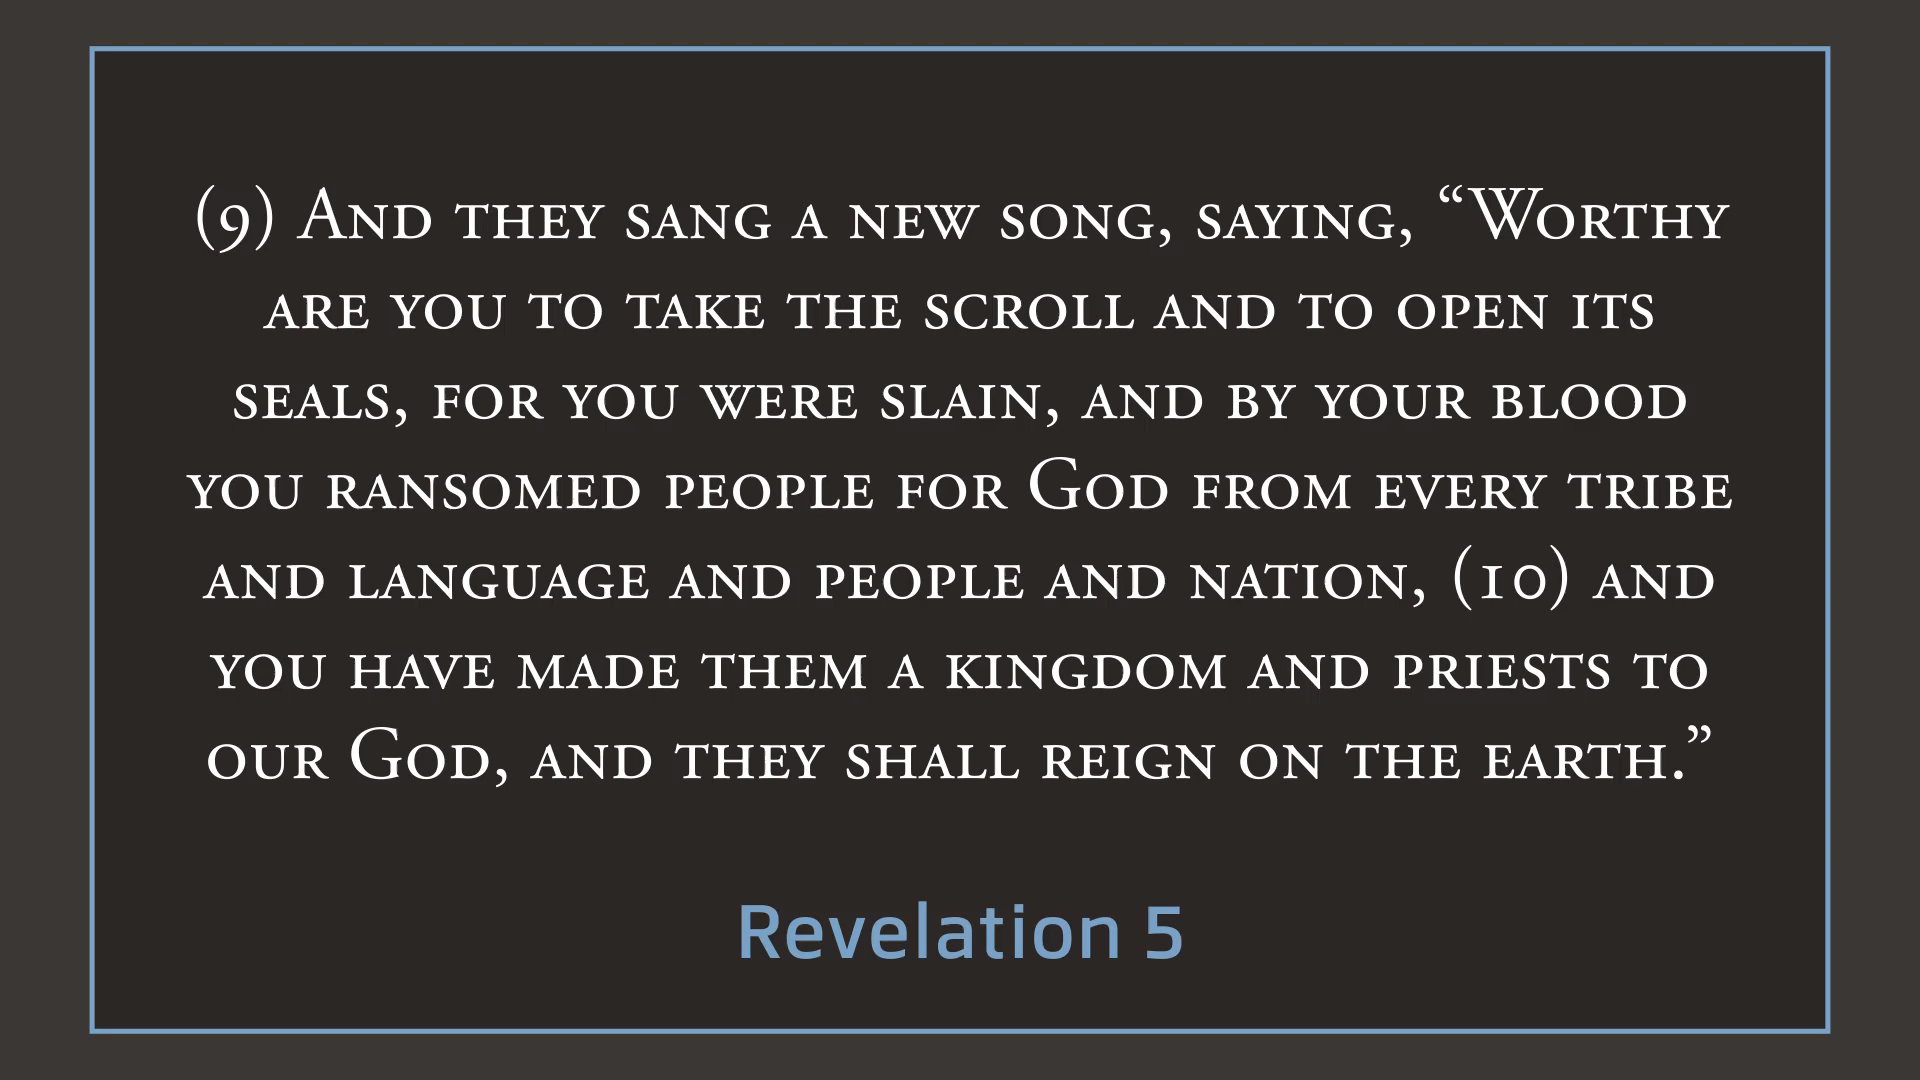 (9) And they sang a new song, saying, “Worthy
are you to take the scroll and to open its
seals, for you were slain, and by your blood
you ransomed people for God from every tribe
and language and people and nation, (10) and
you have made them a kingdom and priests to
our God, and they shall reign on the earth.”
Revelation 5